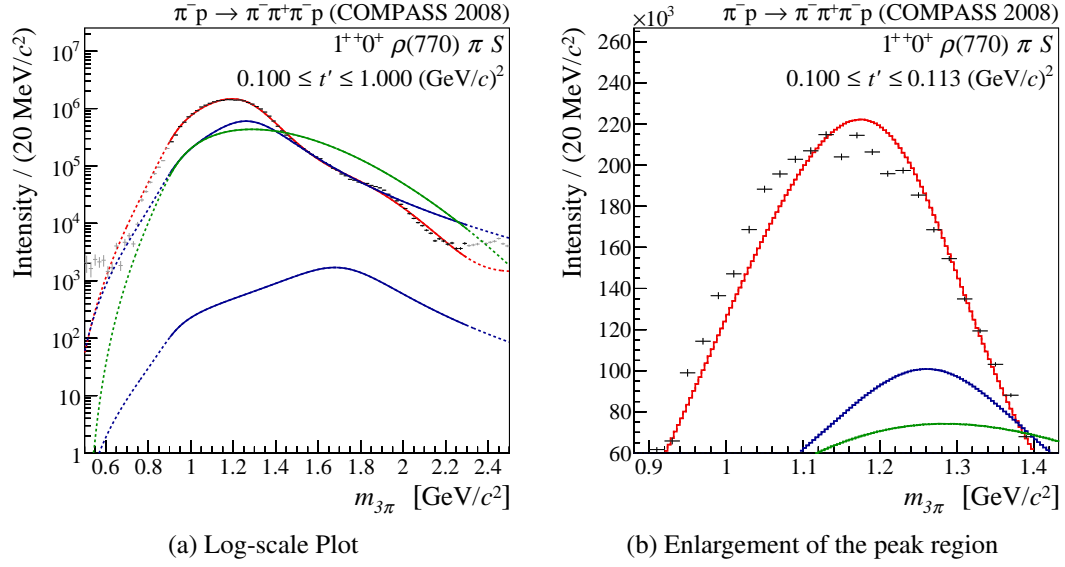 π⁻p → π⁻π⁺π⁻p (COMPASS 2008)
1⁺⁺0⁺ ρ(770) π S
0.100 ≤ t′ ≤ 1.000 (GeV/c)²
Intensity / (20 MeV/c²)
10⁷
10⁶
10⁵
10⁴
10³
10²
10
1
0.6 0.8 1 1.2 1.4 1.6 1.8 2 2.2 2.4
m₃π [GeV/c²]
(a) Log-scale Plot
π⁻p → π⁻π⁺π⁻p (COMPASS 2008)
×10³
1⁺⁺0⁺ ρ(770) π S
0.100 ≤ t′ ≤ 0.113 (GeV/c)²
Intensity / (20 MeV/c²)
260
240
220
200
180
160
140
120
100
80
60
0.9 1 1.1 1.2 1.3 1.4
m₃π [GeV/c²]
(b) Enlargement of the peak region